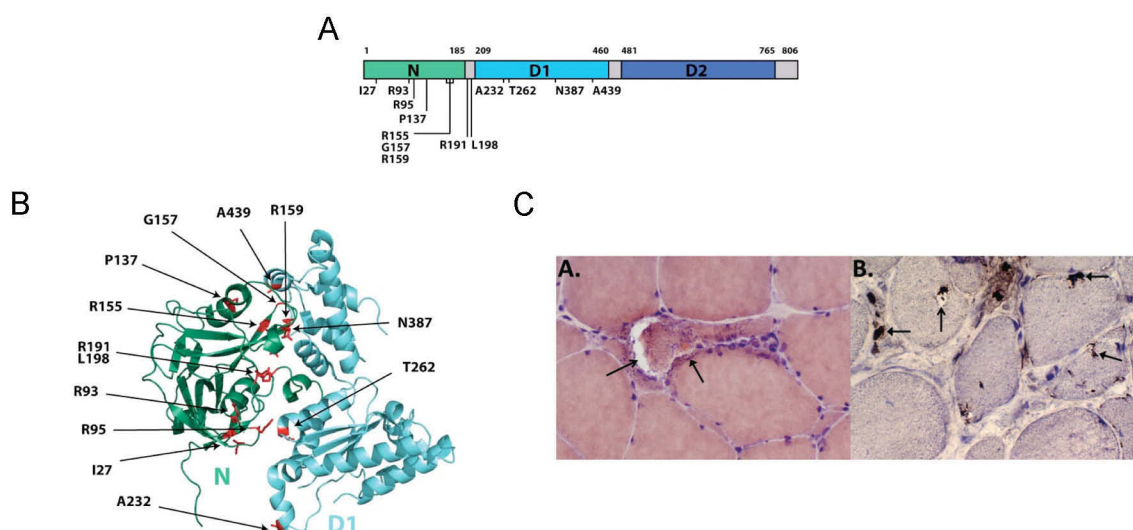 A
1 185 209 460 481 765 806
N D1 D2
I27 R93 A232 T262 N387 A439
R95
P137
R155 R191 L198
G157
R159
B
C
A439 R159
G157
P137
R155
N387
R191
L198
T262
R93
R95
I27
N
A232
D1
A. B.